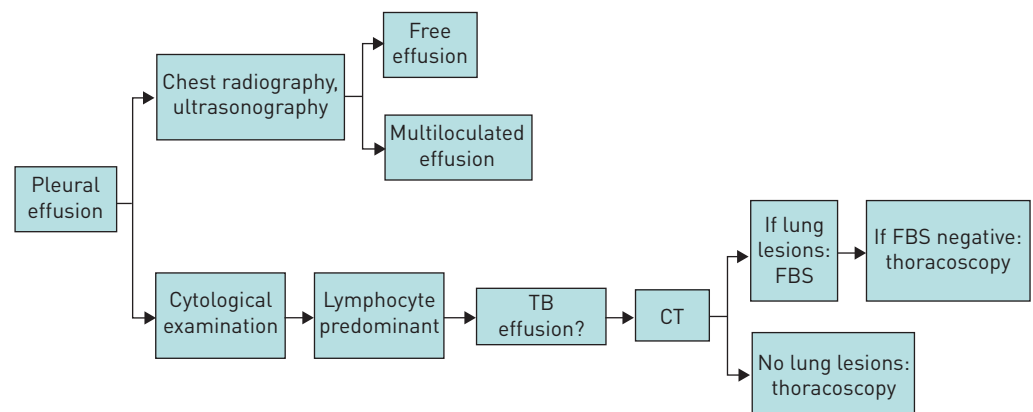 Free
effusion
Chest radiography,
ultrasonography
Multiloculated
effusion
Pleural
effusion
If lung
lesions:
FBS
If FBS negative:
thoracoscopy
Cytological
examination
Lymphocyte
predominant
TB
effusion?
CT
No lung lesions:
thoracoscopy